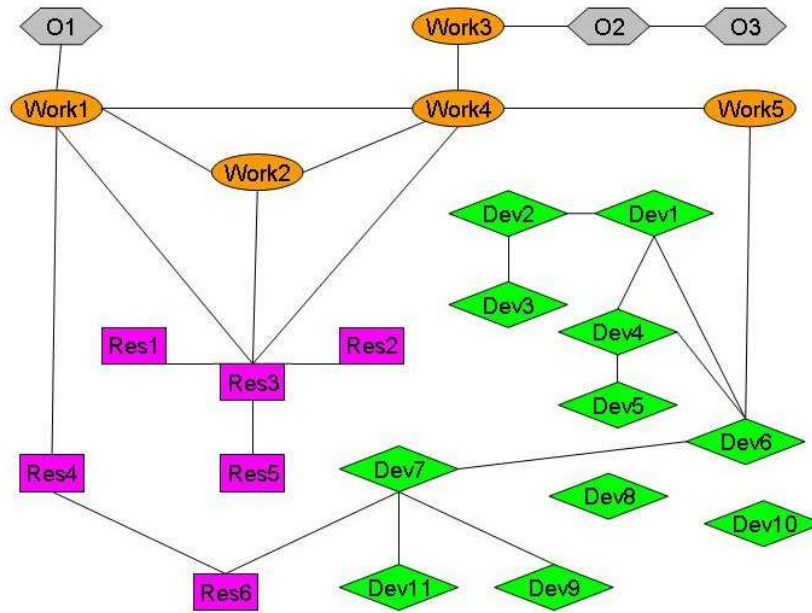 O1
Work3
O2
O3
Work1
Work4
Work5
Work2
Dev2
Dev1
Dev3
Dev4
Res1
Res2
Res3
Dev5
Dev6
Res4
Res5
Dev7
Dev8
Dev10
Res6
Dev11
Dev9